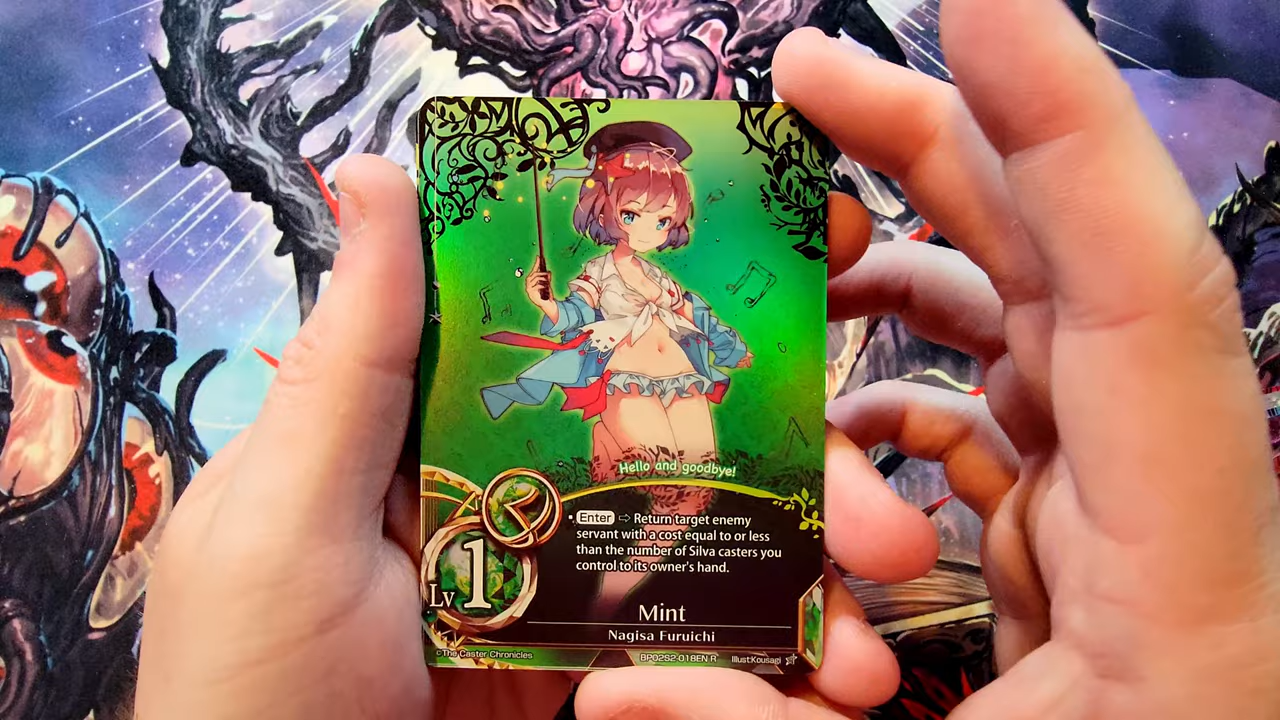 Hello and goodbye!
• Enter ⇨ Return target enemy
servant with a cost equal to or less
than the number of Silva casters you
control to its owner's hand.
Lv 1
Mint
Nagisa Furuichi
©The Caster Chronicles
BP02S2-018EN R Illust:Kousagi